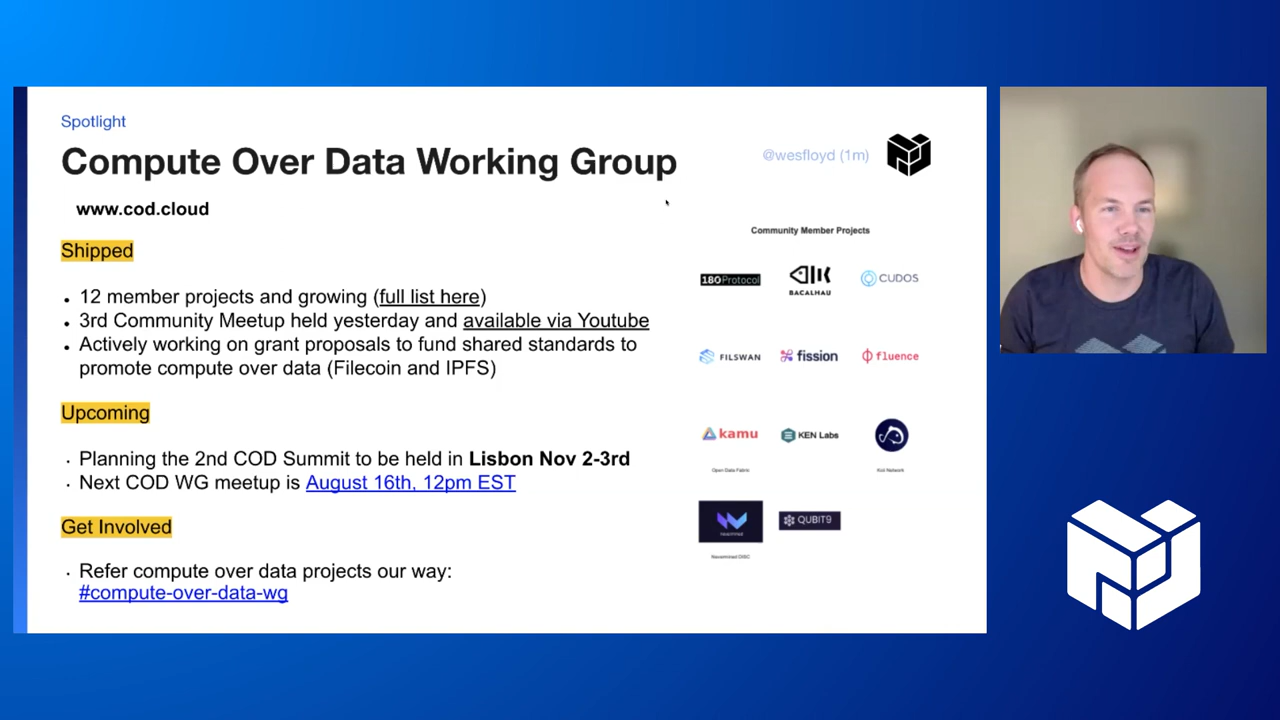 Spotlight
Compute Over Data Working Group
@wesfloyd (1m)
www.cod.cloud
Shipped
12 member projects and growing (full list here)
3rd Community Meetup held yesterday and available via Youtube
Actively working on grant proposals to fund shared standards to
promote compute over data (Filecoin and IPFS)
Upcoming
Planning the 2nd COD Summit to be held in Lisbon Nov 2-3rd
Next COD WG meetup is August 16th, 12pm EST
Get Involved
Refer compute over data projects our way:
#compute-over-data-wg
Community Member Projects
180Protocol
BACALHAU
CUDOS
FILSWAN
fission
fluence
kamu
KEN Labs
Open Data Fabric
QUBIT9